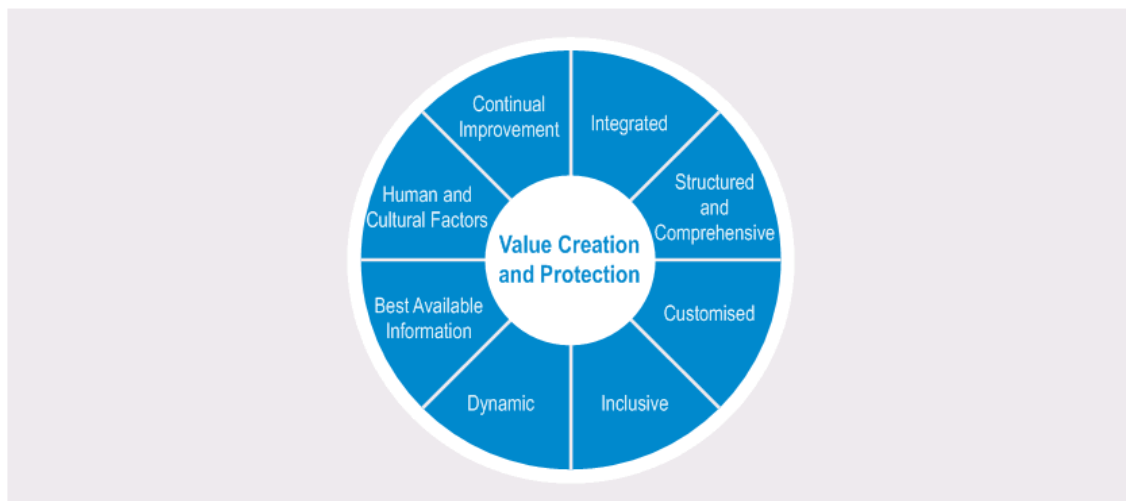 Continual
Improvement
Integrated
Structured
and
Comprehensive
Customised
Inclusive
Dynamic
Best Available
Information
Human and
Cultural Factors
Value Creation
and Protection